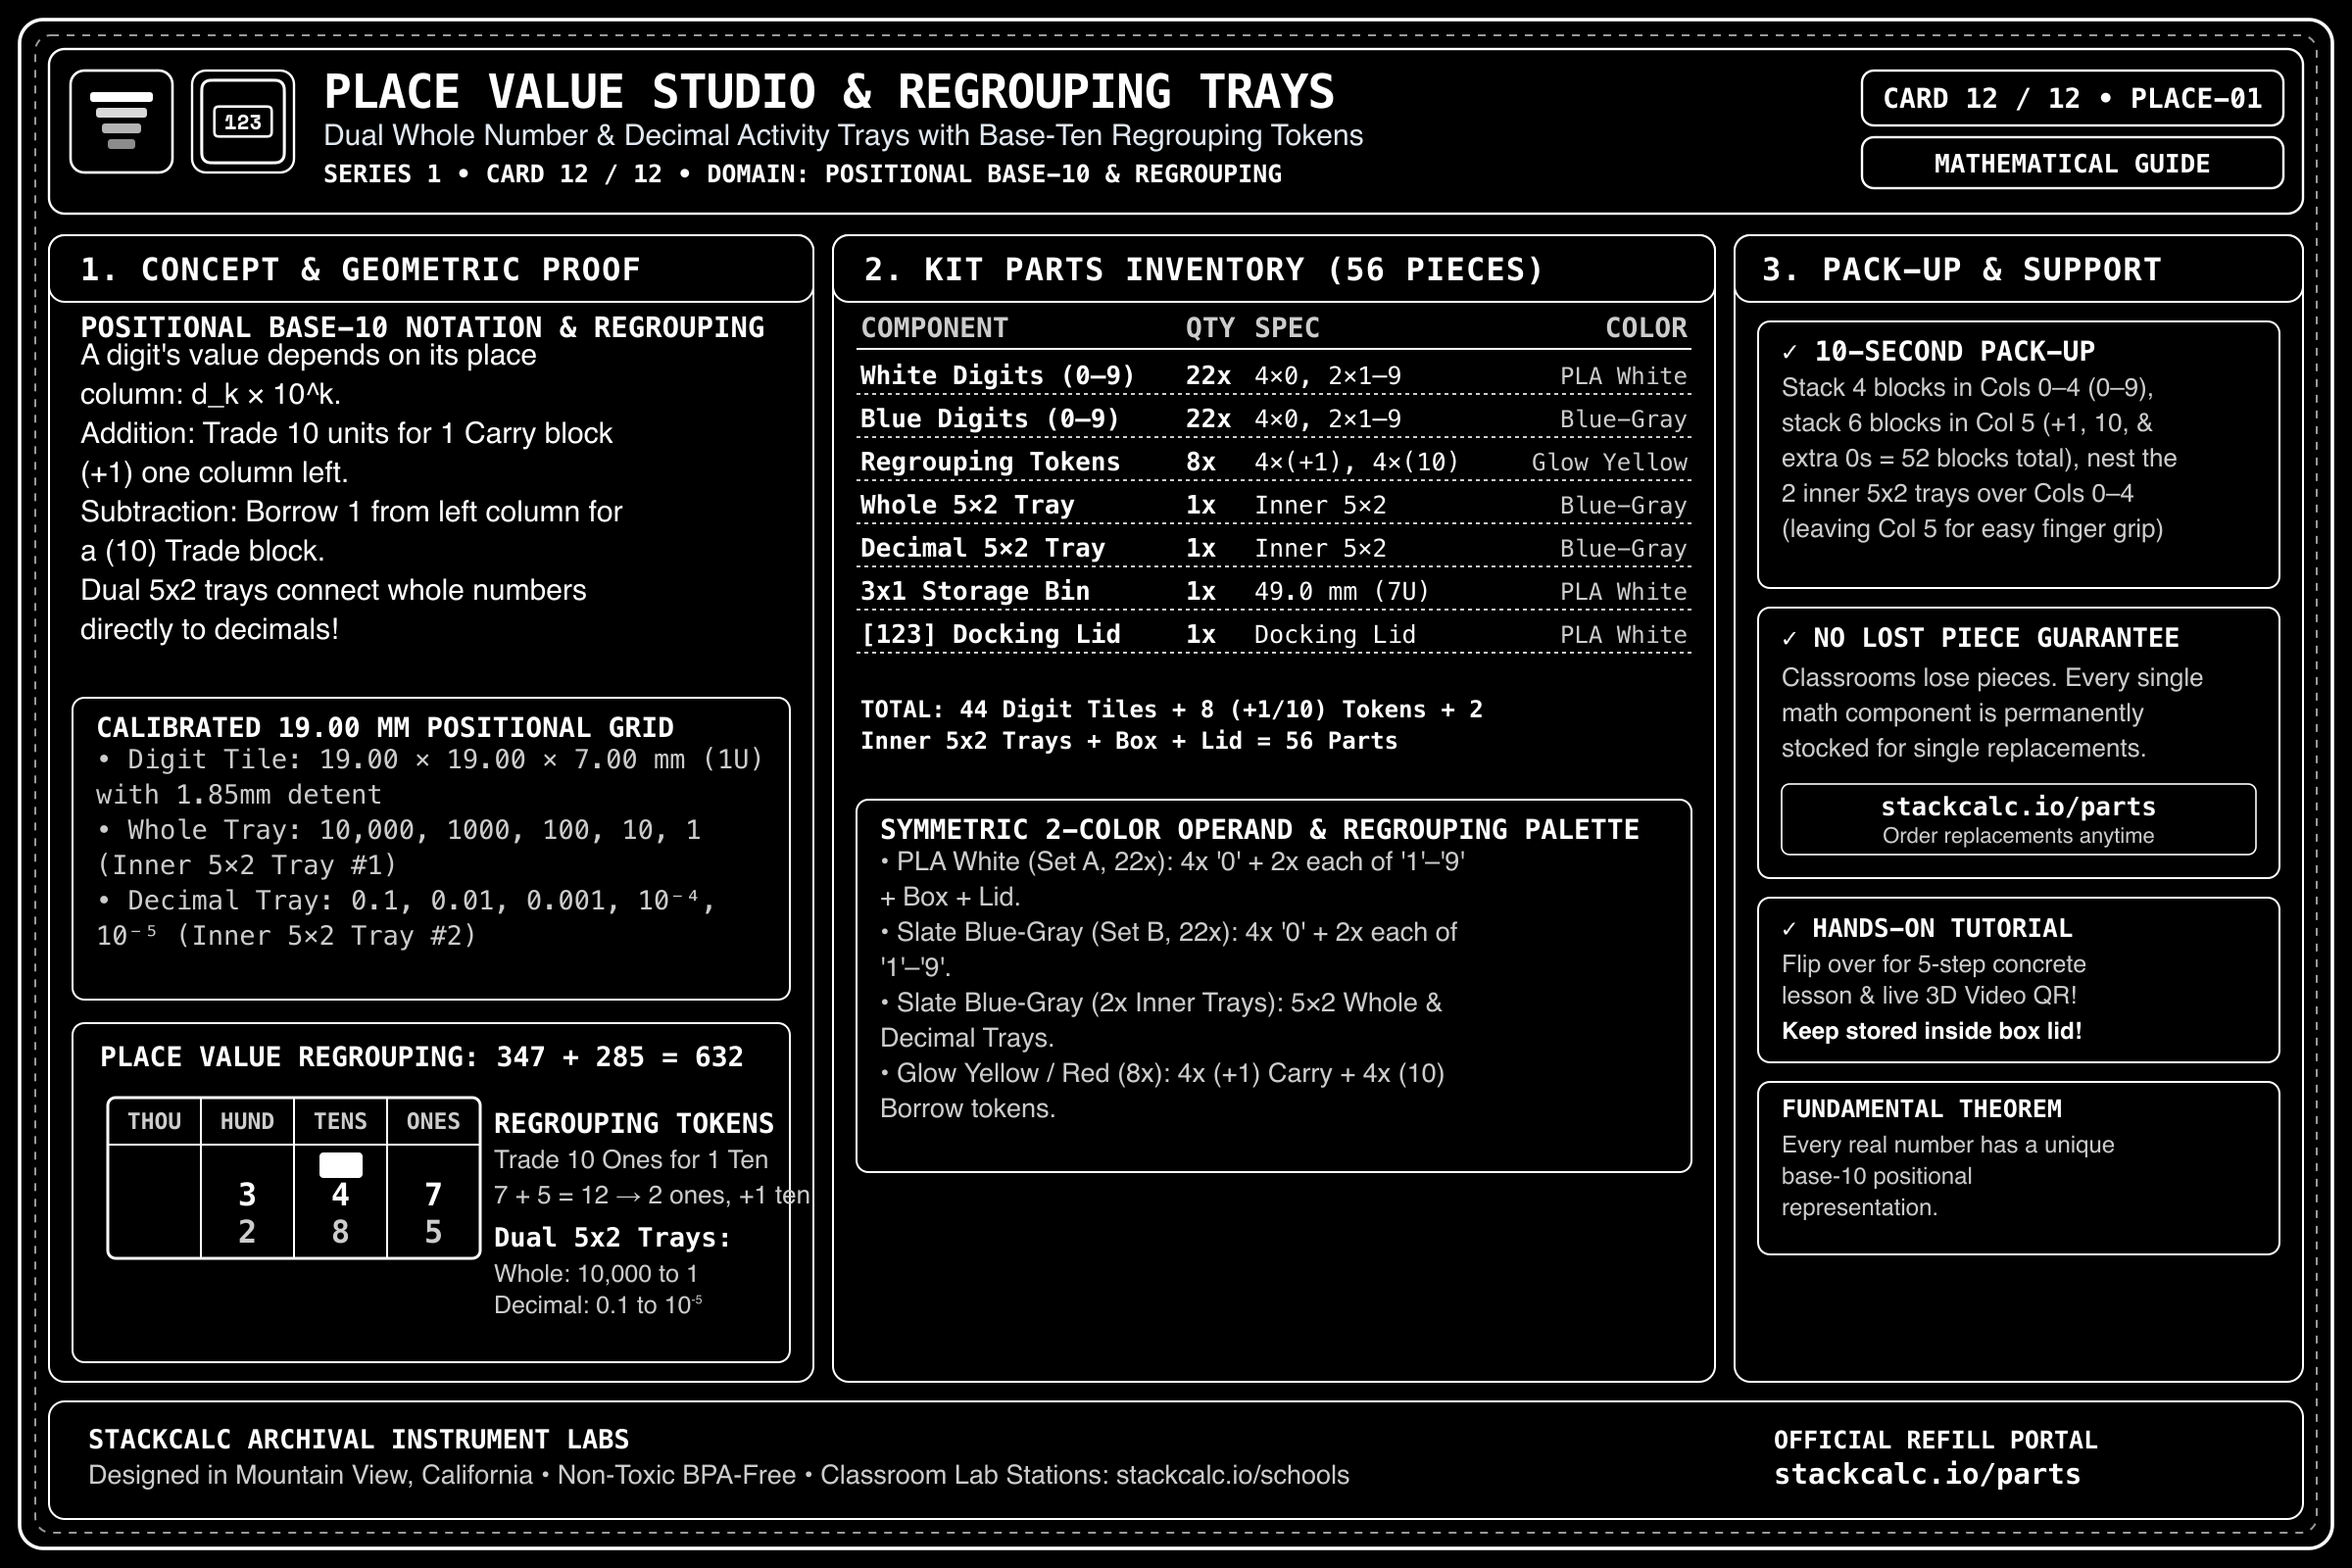 123
PLACE VALUE STUDIO & REGROUPING TRAYS
Dual Whole Number & Decimal Activity Trays with Base-Ten Regrouping Tokens
SERIES 1 • CARD 12 / 12 • DOMAIN: POSITIONAL BASE–10 & REGROUPING
CARD 12 / 12 • PLACE–01
MATHEMATICAL GUIDE
1. CONCEPT & GEOMETRIC PROOF
POSITIONAL BASE–10 NOTATION & REGROUPING
A digit's value depends on its place
column: d_k × 10^k.
Addition: Trade 10 units for 1 Carry block
(+1) one column left.
Subtraction: Borrow 1 from left column for
a (10) Trade block.
Dual 5x2 trays connect whole numbers
directly to decimals!
CALIBRATED 19.00 MM POSITIONAL GRID
• Digit Tile: 19.00 × 19.00 × 7.00 mm (1U)
with 1.85mm detent
• Whole Tray: 10,000, 1000, 100, 10, 1
(Inner 5×2 Tray #1)
• Decimal Tray: 0.1, 0.01, 0.001, 10⁻⁴,
10⁻⁵ (Inner 5×2 Tray #2)
PLACE VALUE REGROUPING: 347 + 285 = 632
THOU HUND TENS ONES
3 4 7
2 8 5
REGROUPING TOKENS
Trade 10 Ones for 1 Ten
7 + 5 = 12 → 2 ones, +1 ten
Dual 5x2 Trays:
Whole: 10,000 to 1
Decimal: 0.1 to 10⁻⁵
2. KIT PARTS INVENTORY (56 PIECES)
COMPONENT QTY SPEC COLOR
White Digits (0–9) 22x 4×0, 2×1–9 PLA White
Blue Digits (0–9) 22x 4×0, 2×1–9 Blue–Gray
Regrouping Tokens 8x 4×(+1), 4×(10) Glow Yellow
Whole 5×2 Tray 1x Inner 5×2 Blue–Gray
Decimal 5×2 Tray 1x Inner 5×2 Blue–Gray
3x1 Storage Bin 1x 49.0 mm (7U) PLA White
[123] Docking Lid 1x Docking Lid PLA White
TOTAL: 44 Digit Tiles + 8 (+1/10) Tokens + 2
Inner 5x2 Trays + Box + Lid = 56 Parts
SYMMETRIC 2–COLOR OPERAND & REGROUPING PALETTE
• PLA White (Set A, 22x): 4x '0' + 2x each of '1'–'9'
+ Box + Lid.
• Slate Blue-Gray (Set B, 22x): 4x '0' + 2x each of
'1'–'9'.
• Slate Blue-Gray (2x Inner Trays): 5×2 Whole &
Decimal Trays.
• Glow Yellow / Red (8x): 4x (+1) Carry + 4x (10)
Borrow tokens.
3. PACK–UP & SUPPORT
✓ 10–SECOND PACK–UP
Stack 4 blocks in Cols 0–4 (0–9),
stack 6 blocks in Col 5 (+1, 10, &
extra 0s = 52 blocks total), nest the
2 inner 5x2 trays over Cols 0–4
(leaving Col 5 for easy finger grip)
✓ NO LOST PIECE GUARANTEE
Classrooms lose pieces. Every single
math component is permanently
stocked for single replacements.
stackcalc.io/parts
Order replacements anytime
✓ HANDS–ON TUTORIAL
Flip over for 5-step concrete
lesson & live 3D Video QR!
Keep stored inside box lid!
FUNDAMENTAL THEOREM
Every real number has a unique
base-10 positional
representation.
STACKCALC ARCHIVAL INSTRUMENT LABS
Designed in Mountain View, California • Non-Toxic BPA-Free • Classroom Lab Stations: stackcalc.io/schools
OFFICIAL REFILL PORTAL
stackcalc.io/parts